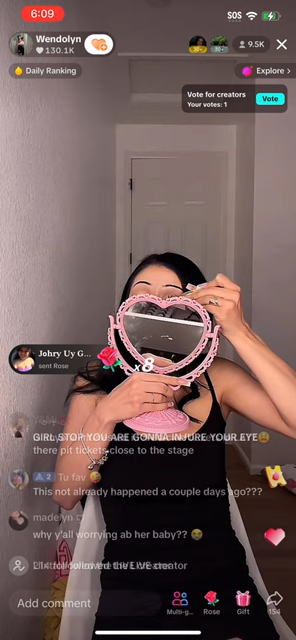 6:09
SOS
Wendolyn
130.1K
30
30
9.5K
Daily Ranking
Explore >
Vote for creators
Your votes: 1
Vote
Johry Uy G...
sent Rose
x8
GIRL STOP YOU ARE GONNA INJURE YOUR EYE😩
there pit tickets close to the stage
2
Tu fav
This not already happened a couple days ago???
madelyn
why y'all worrying ab her baby?? 😭
Add comment
Multi-g...
Rose
Gift
154